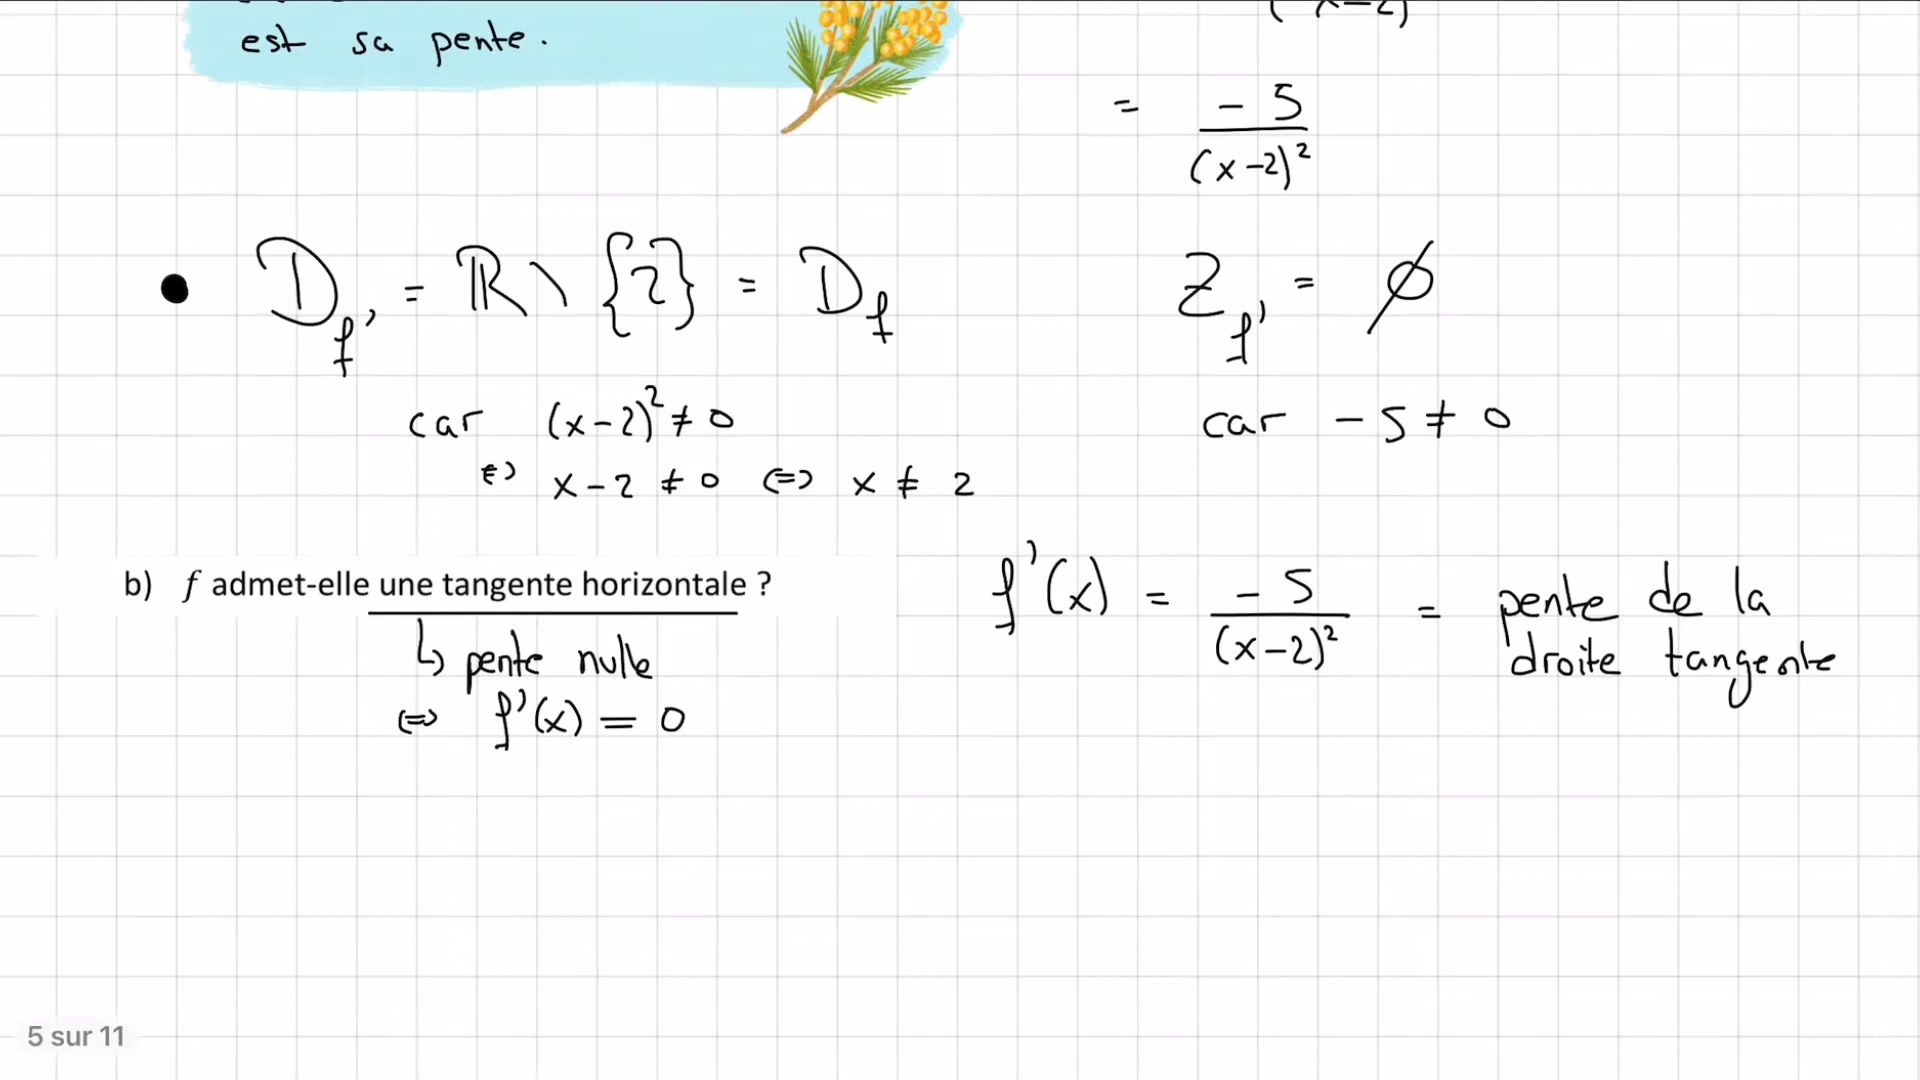 est sa pente.
(x-2)
= -5/(x-2)²
• D_f' = ℝ \ {2} = D_f
Z_f' = ∅
car (x-2)² ≠ 0
car -5 ≠ 0
⇔ x-2 ≠ 0 ⇔ x ≠ 2
b) f admet-elle une tangente horizontale ?
↳ pente nulle
⇔ f'(x) = 0
f'(x) = -5/(x-2)² = pente de la
droite tangente
5 sur 11